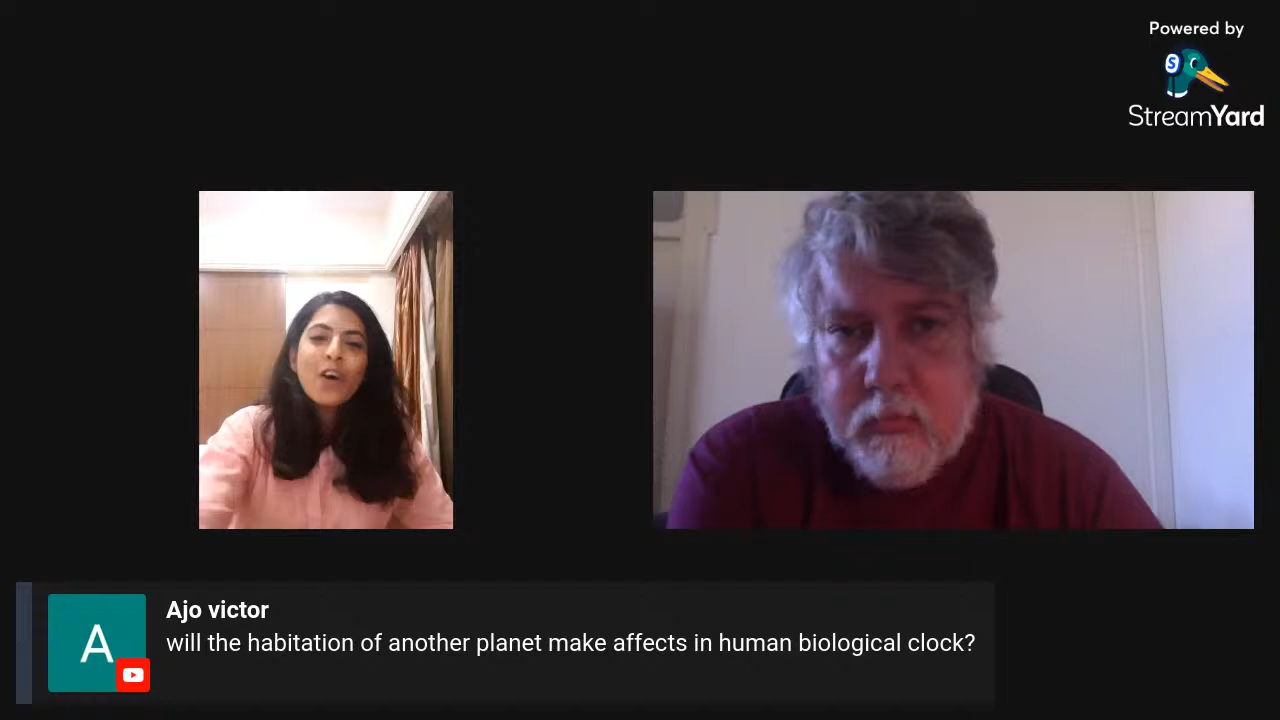 Powered by
S
StreamYard
A
Ajo victor
will the habitation of another planet make affects in human biological clock?